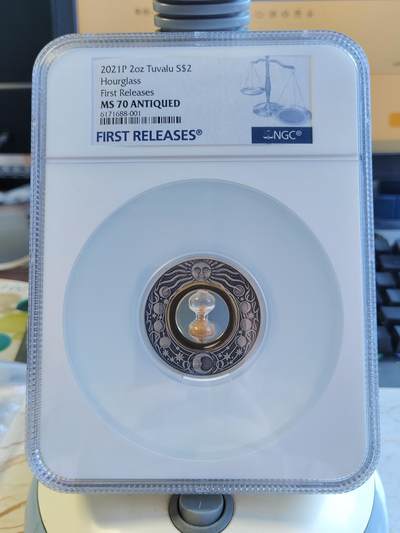 2021P 2oz Tuvalu S$2
Hourglass
First Releases
MS 70 ANTIQUED
6171688-001
FIRST RELEASES®
NGC®